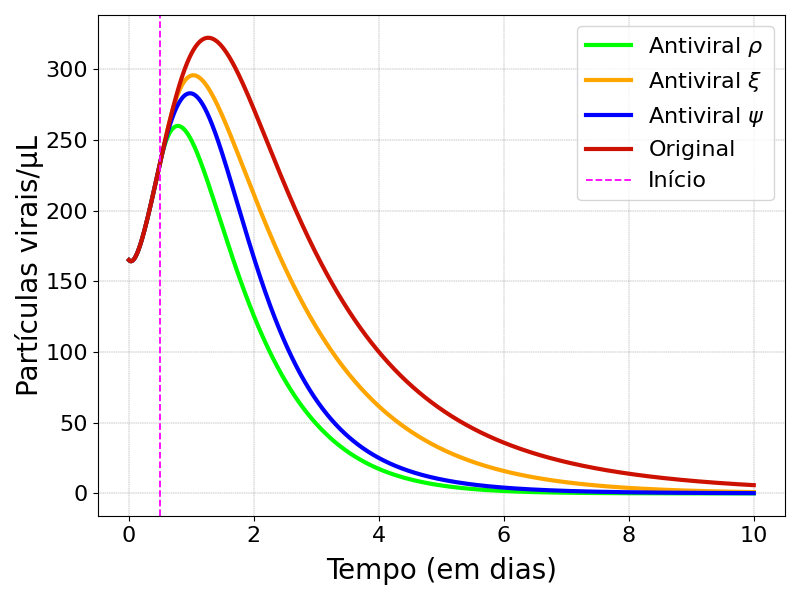 Partículas virais/µL
300
250
200
150
100
50
0
0 2 4 6 8 10
Tempo (em dias)
Antiviral ρ
Antiviral ξ
Antiviral ψ
Original
Início